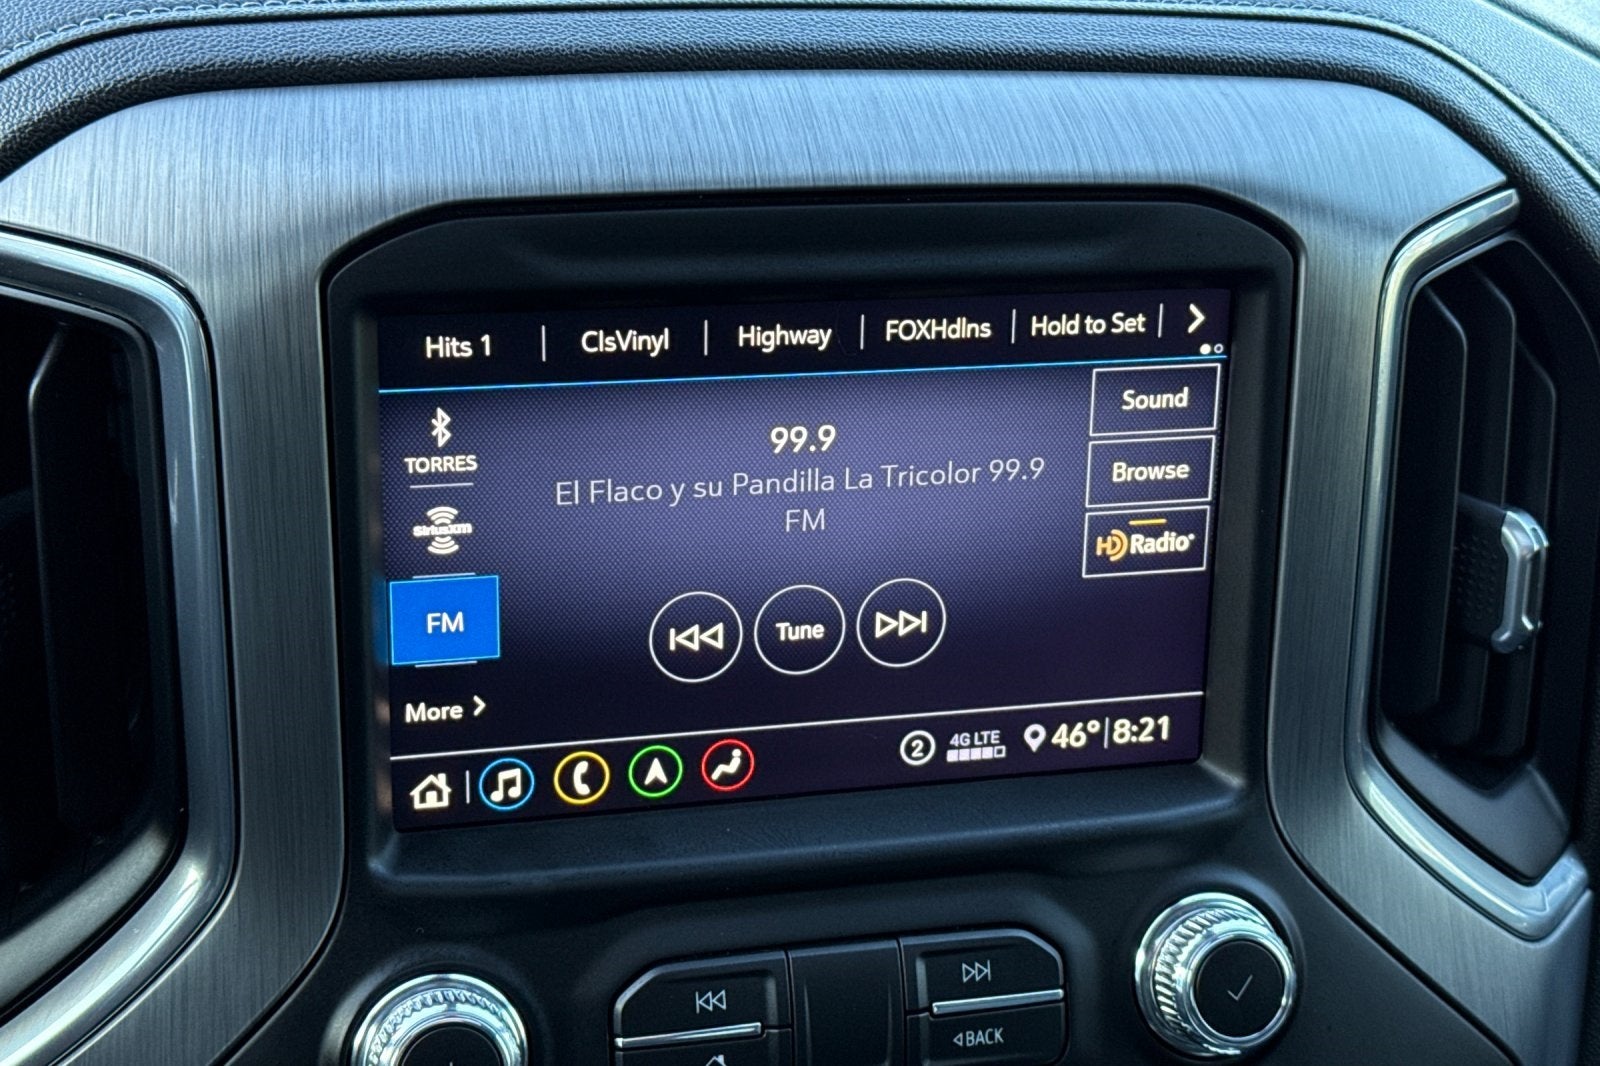 Hits 1 | ClsVinyl | Highway | FOXHdlns | Hold to Set |
TORRES
siriusxm
FM
More
99.9
El Flaco y su Pandilla La Tricolor 99.9
FM
Tune
Sound
Browse
HD Radio
2 4G LTE 46° | 8:21
BACK